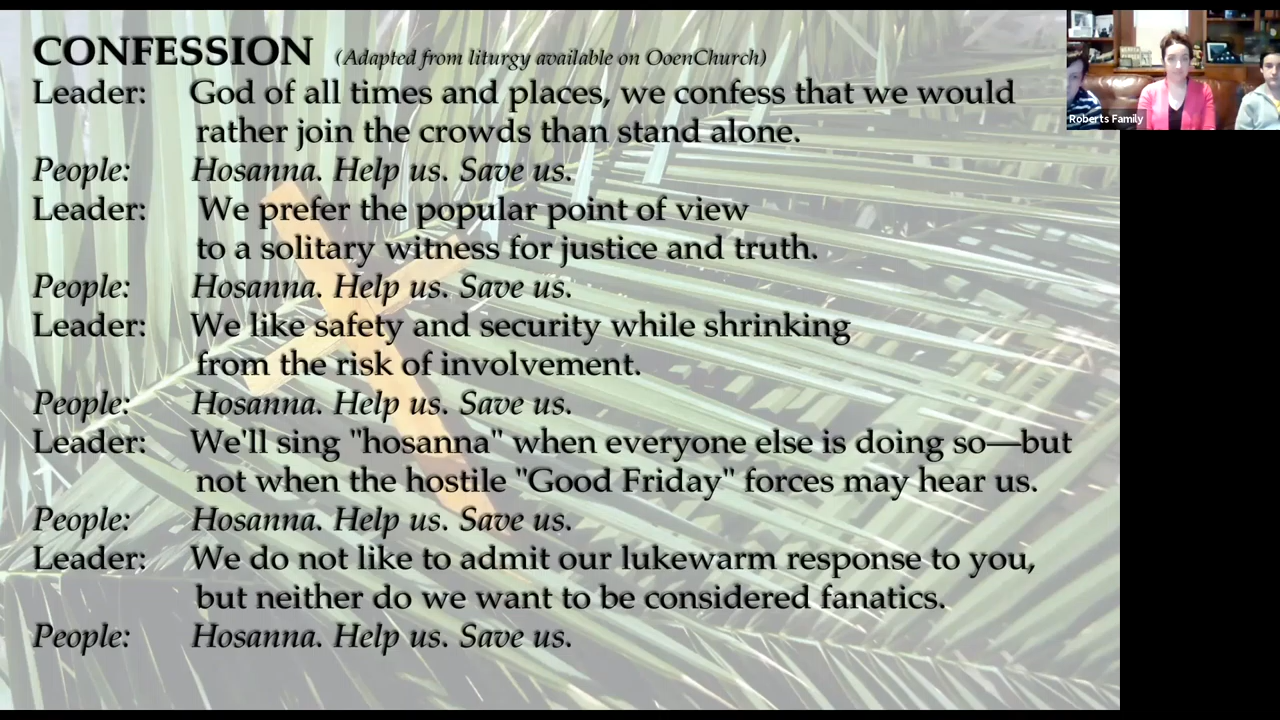 CONFESSION (Adapted from liturgy available on OoenChurch)
Leader: God of all times and places, we confess that we would
rather join the crowds than stand alone.
People: Hosanna. Help us. Save us.
Leader: We prefer the popular point of view
to a solitary witness for justice and truth.
People: Hosanna. Help us. Save us.
Leader: We like safety and security while shrinking
from the risk of involvement.
People: Hosanna. Help us. Save us.
Leader: We'll sing "hosanna" when everyone else is doing so—but
not when the hostile "Good Friday" forces may hear us.
People: Hosanna. Help us. Save us.
Leader: We do not like to admit our lukewarm response to you,
but neither do we want to be considered fanatics.
People: Hosanna. Help us. Save us.
Roberts Family